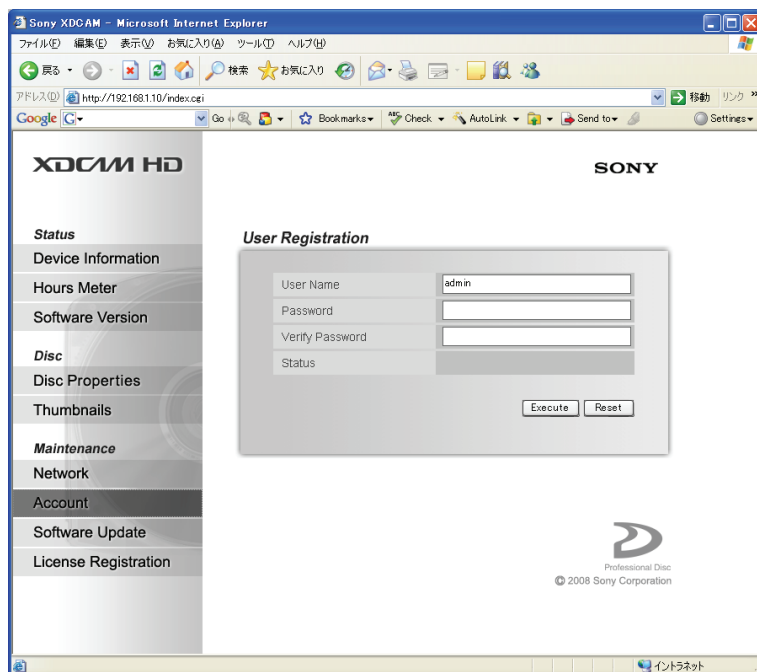 Sony XDCAM - Microsoft Internet Explorer
ファイル(F) 編集(E) 表示(V) お気に入り(A) ツール(T) ヘルプ(H)
戻る 検索 お気に入り
アドレス(D) http://192.168.1.10/index.cgi 移動 リンク »
Google G Go Bookmarks ABC Check AutoLink Send to Settings
XDCAM HD
SONY
Status
Device Information
Hours Meter
Software Version
Disc
Disc Properties
Thumbnails
Maintenance
Network
Account
Software Update
License Registration
User Registration
User Name admin
Password
Verify Password
Status
Execute Reset
Professional Disc
© 2008 Sony Corporation
イントラネット